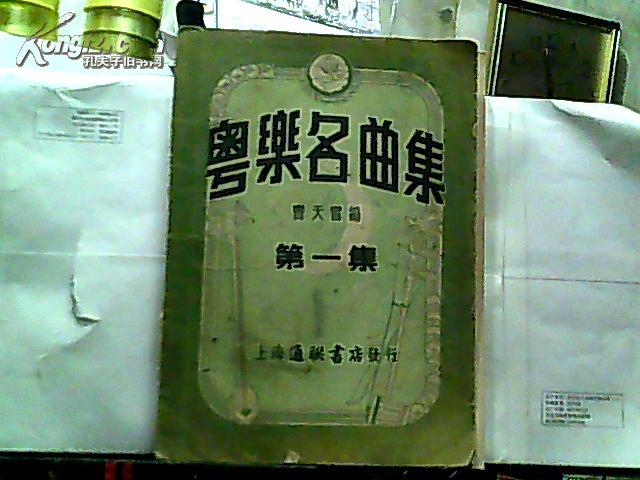 Kongfz.com
孔夫子旧书网
粤樂名曲集
第一集
上海通聯書店發行